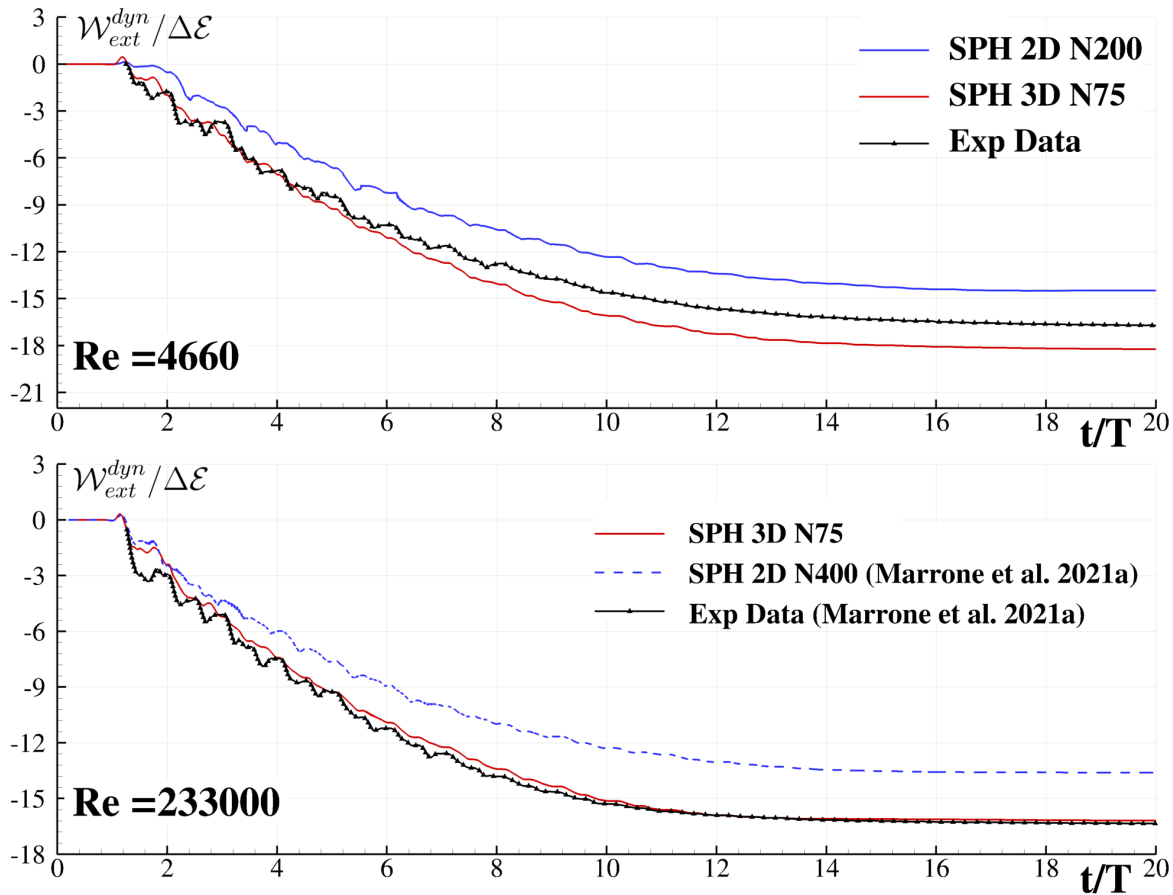 3
𝒲_ext^dyn/Δℰ
SPH 2D N200
0
SPH 3D N75
-3
Exp Data
-6
-9
-12
-15
-18
Re =4660
-21
0 2 4 6 8 10 12 14 16 18 20
t/T
3
𝒲_ext^dyn/Δℰ
0
SPH 3D N75
-3
SPH 2D N400 (Marrone et al. 2021a)
Exp Data (Marrone et al. 2021a)
-6
-9
-12
-15
Re =233000
-18
0 2 4 6 8 10 12 14 16 18 20
t/T